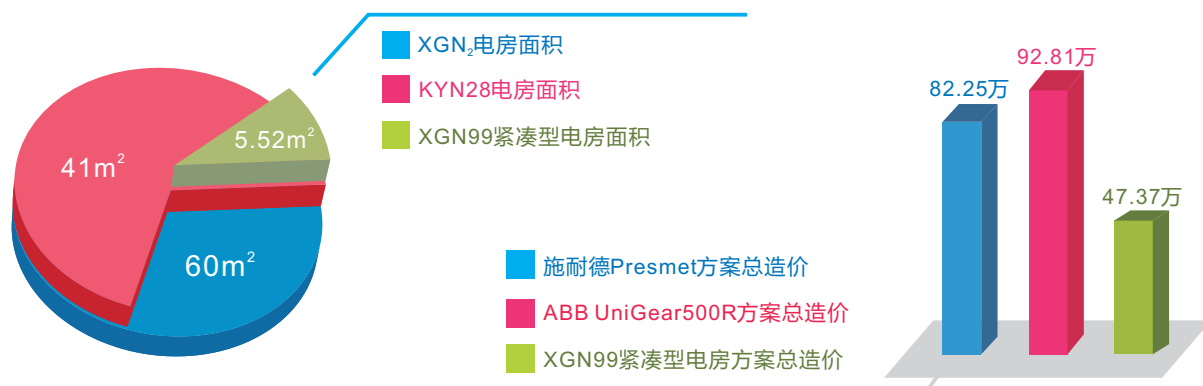 XGN₂电房面积
KYN28电房面积
XGN99紧凑型电房面积
5.52m²
41m²
60m²
施耐德Presmet方案总造价
ABB UniGear500R方案总造价
XGN99紧凑型电房方案总造价
82.25万
92.81万
47.37万